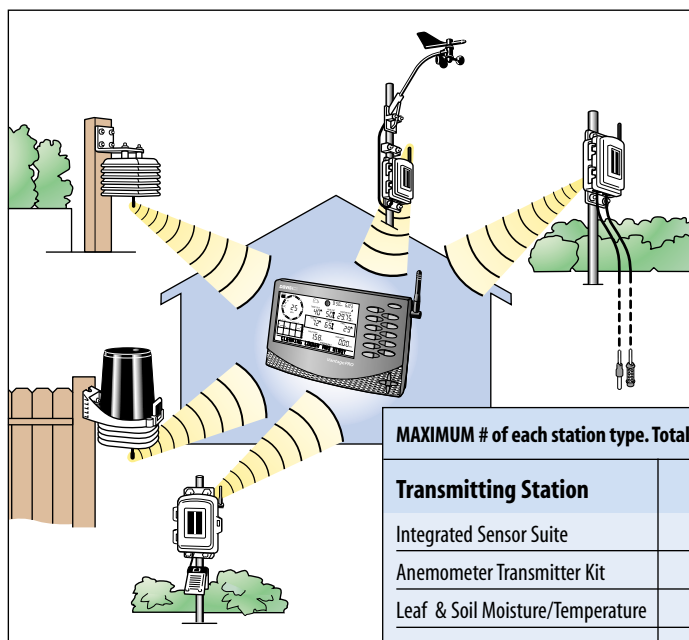 MAXIMUM # of each station type. Total
Transmitting Station
Integrated Sensor Suite
Anemometer Transmitter Kit
Leaf & Soil Moisture/Temperature